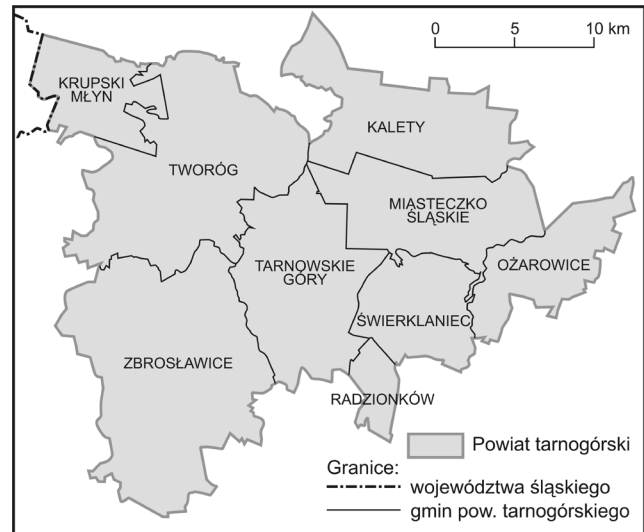 0 5 10 km
KRUPSKI
MŁYN
KALETY
TWORÓG
MIASTECZKO
ŚLĄSKIE
TARNOWSKIE
GÓRY
OŻAROWICE
ŚWIERKLANIEC
ZBROSŁAWICE
RADZIONKÓW
Powiat tarnogórski
Granice:
województwa śląskiego
gmin pow. tarnogórskiego